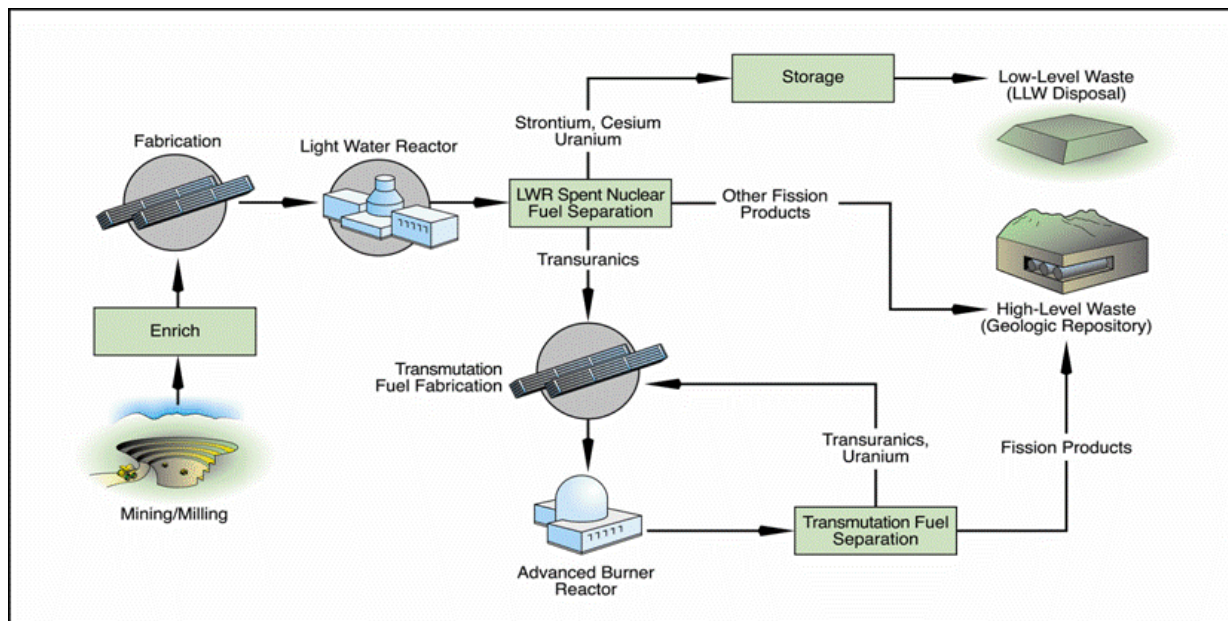 Storage
Low-Level Waste
(LLW Disposal)
Strontium, Cesium
Uranium
Fabrication
Light Water Reactor
LWR Spent Nuclear
Fuel Separation
Other Fission
Products
Transuranics
High-Level Waste
(Geologic Repository)
Enrich
Transmutation
Fuel Fabrication
Transuranics,
Uranium
Fission Products
Mining/Milling
Transmutation Fuel
Separation
Advanced Burner
Reactor